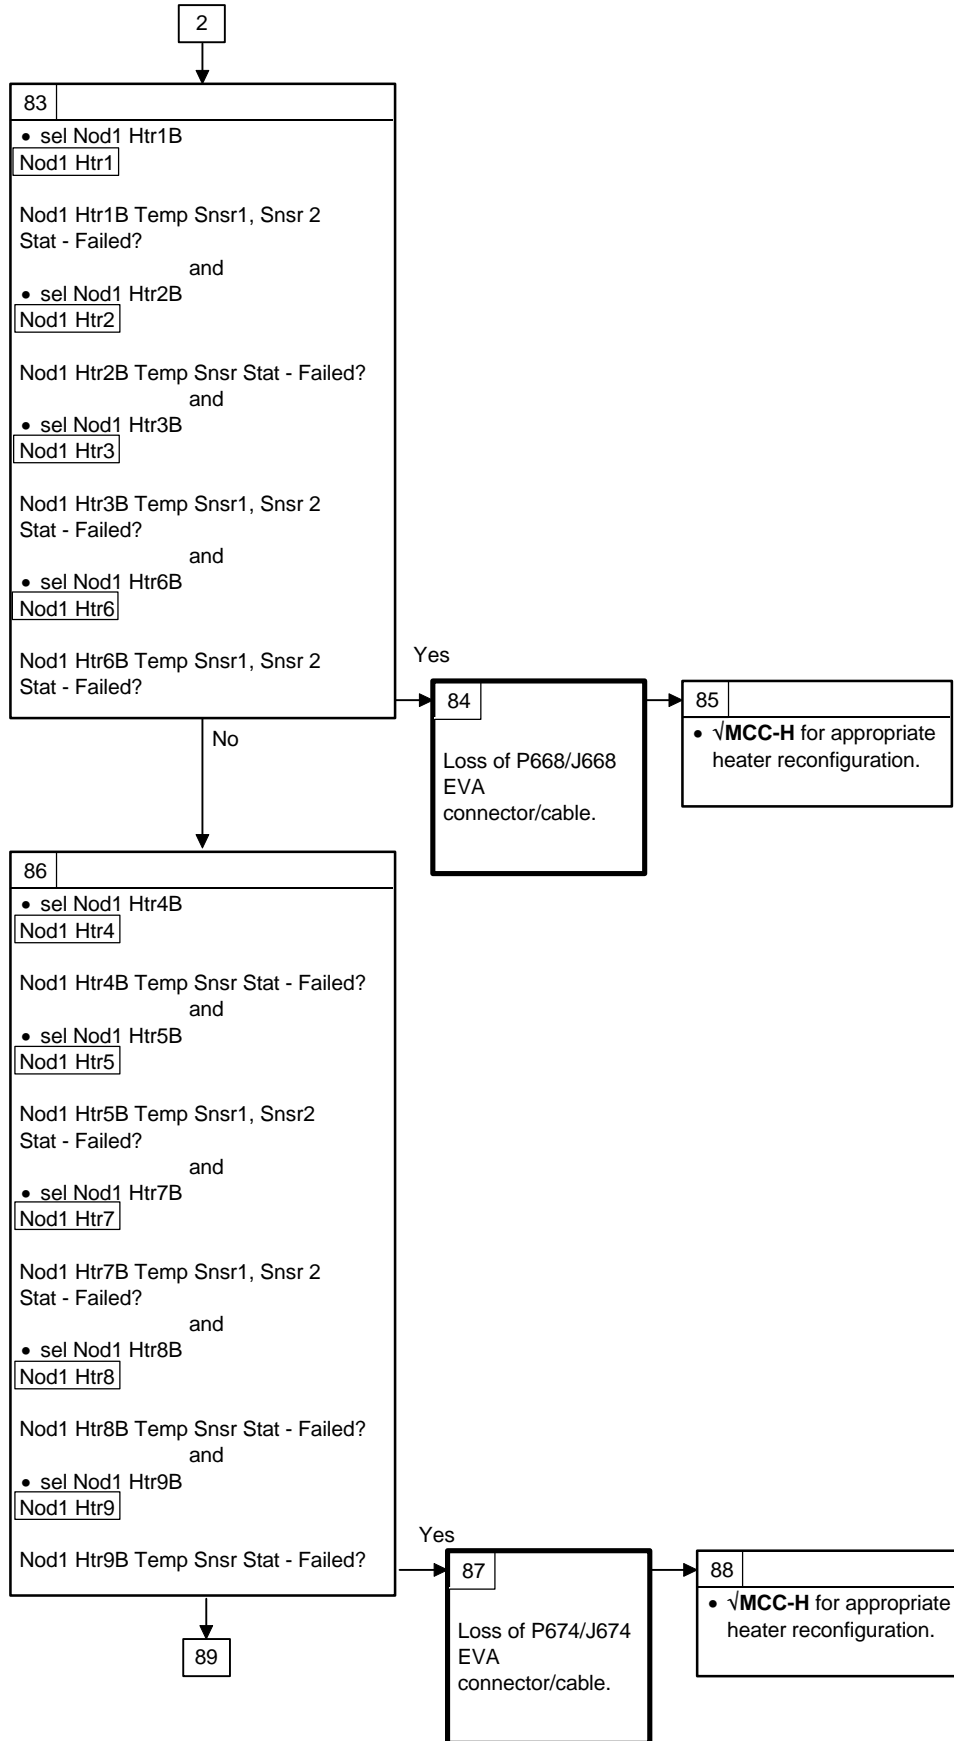 2
83
• sel Nod1 Htr1B
Nod1 Htr1
Nod1 Htr1B Temp Snsr1, Snsr 2
Stat - Failed?
and
• sel Nod1 Htr2B
Nod1 Htr2
Nod1 Htr2B Temp Snsr Stat - Failed?
and
• sel Nod1 Htr3B
Nod1 Htr3
Nod1 Htr3B Temp Snsr1, Snsr 2
Stat - Failed?
and
• sel Nod1 Htr6B
Nod1 Htr6
Nod1 Htr6B Temp Snsr1, Snsr 2
Stat - Failed?
Yes
84
Loss of P668/J668
EVA
connector/cable.
85
• √MCC-H for appropriate
heater reconfiguration.
No
86
• sel Nod1 Htr4B
Nod1 Htr4
Nod1 Htr4B Temp Snsr Stat - Failed?
and
• sel Nod1 Htr5B
Nod1 Htr5
Nod1 Htr5B Temp Snsr1, Snsr2
Stat - Failed?
and
• sel Nod1 Htr7B
Nod1 Htr7
Nod1 Htr7B Temp Snsr1, Snsr 2
Stat - Failed?
and
• sel Nod1 Htr8B
Nod1 Htr8
Nod1 Htr8B Temp Snsr Stat - Failed?
and
• sel Nod1 Htr9B
Nod1 Htr9
Nod1 Htr9B Temp Snsr Stat - Failed?
Yes
87
Loss of P674/J674
EVA
connector/cable.
88
• √MCC-H for appropriate
heater reconfiguration.
89